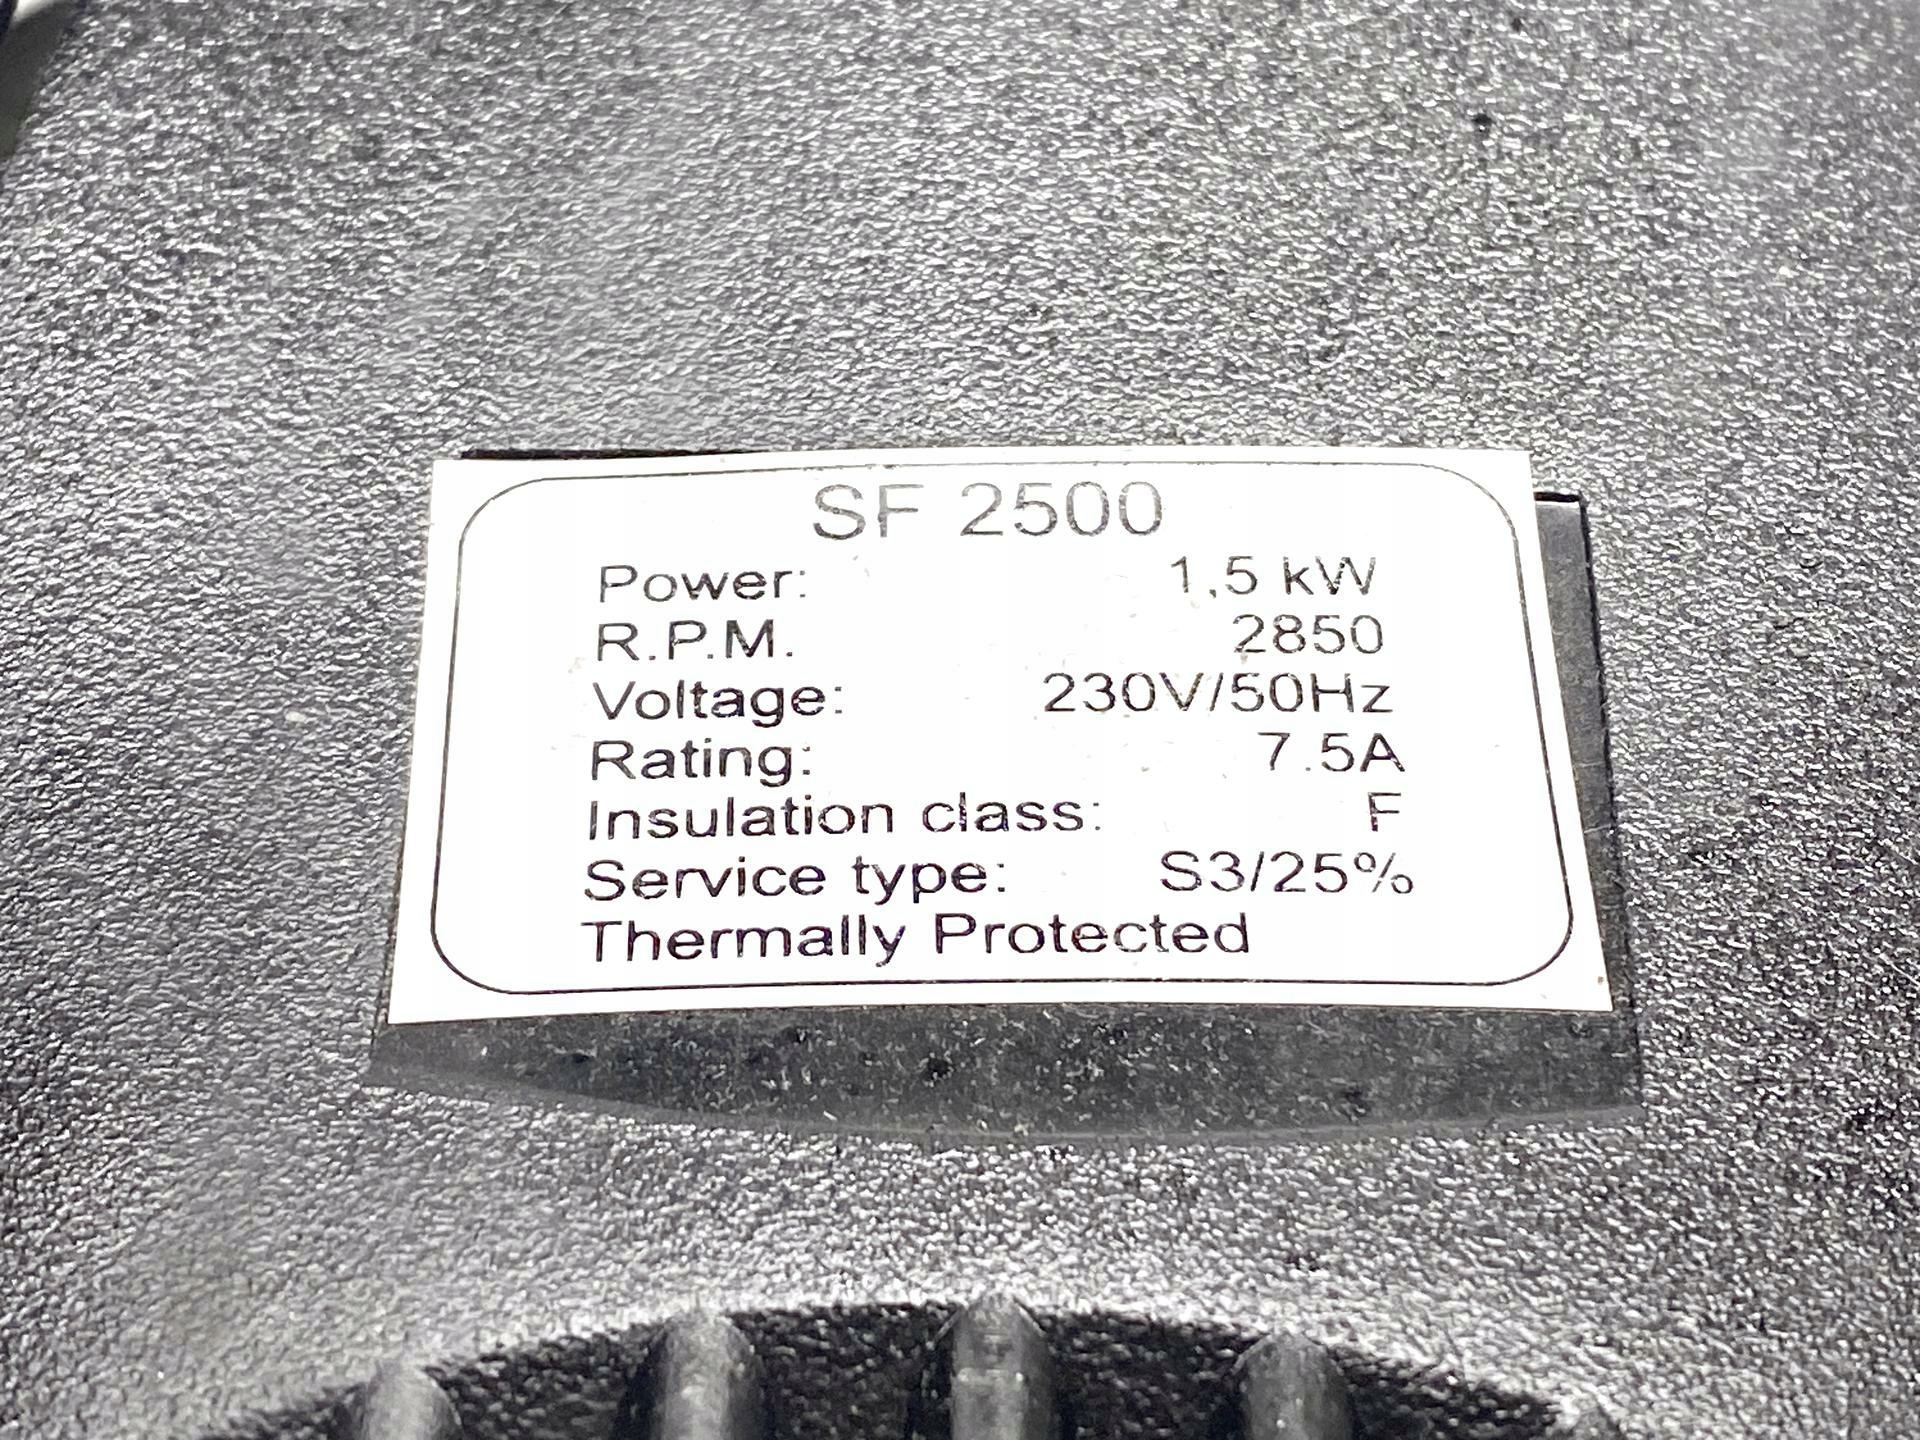 SF 2500
Power: 1,5 kW
R.P.M. 2850
Voltage: 230V/50Hz
Rating: 7.5A
Insulation class: F
Service type: S3/25%
Thermally Protected